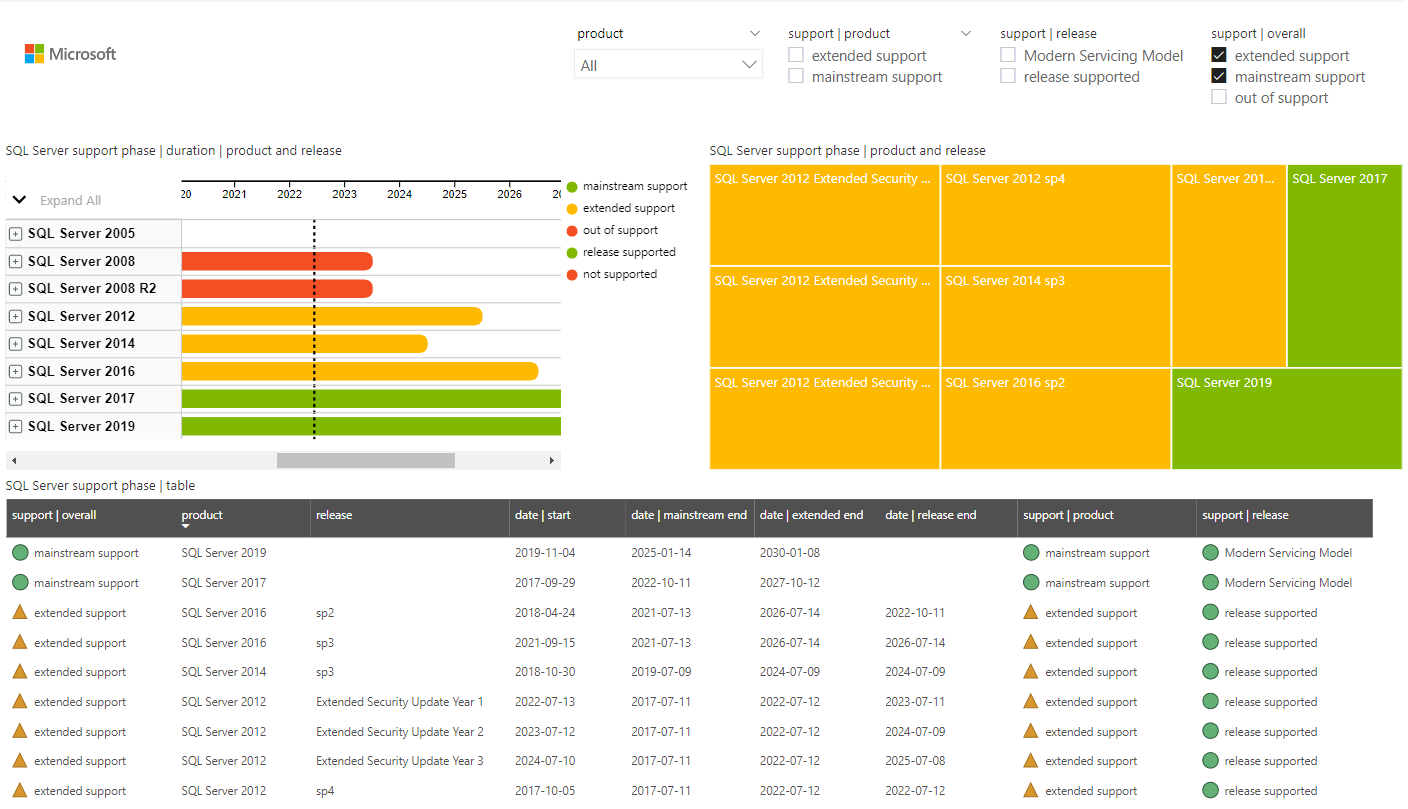 Microsoft
product
All
support | product
extended support
mainstream support
support | release
Modern Servicing Model
release supported
support | overall
extended support
mainstream support
out of support
SQL Server support phase | duration | product and release
Expand All
20 2021 2022 2023 2024 2025 2026 20
SQL Server 2005
SQL Server 2008
SQL Server 2008 R2
SQL Server 2012
SQL Server 2014
SQL Server 2016
SQL Server 2017
SQL Server 2019
mainstream support
extended support
out of support
release supported
not supported
SQL Server support phase | product and release
SQL Server 2012 Extended Security ...
SQL Server 2012 sp4
SQL Server 201...
SQL Server 2017
SQL Server 2012 Extended Security ...
SQL Server 2014 sp3
SQL Server 2012 Extended Security ...
SQL Server 2016 sp2
SQL Server 2019
SQL Server support phase | table
support | overall product release date | start date | mainstream end date | extended end date | release end support | product support | release
mainstream support SQL Server 2019 2019-11-04 2025-01-14 2030-01-08 mainstream support Modern Servicing Model
mainstream support SQL Server 2017 2017-09-29 2022-10-11 2027-10-12 mainstream support Modern Servicing Model
extended support SQL Server 2016 sp2 2018-04-24 2021-07-13 2026-07-14 2022-10-11 extended support release supported
extended support SQL Server 2016 sp3 2021-09-15 2021-07-13 2026-07-14 2026-07-14 extended support release supported
extended support SQL Server 2014 sp3 2018-10-30 2019-07-09 2024-07-09 2024-07-09 extended support release supported
extended support SQL Server 2012 Extended Security Update Year 1 2022-07-13 2017-07-11 2022-07-12 2023-07-11 extended support release supported
extended support SQL Server 2012 Extended Security Update Year 2 2023-07-12 2017-07-11 2022-07-12 2024-07-09 extended support release supported
extended support SQL Server 2012 Extended Security Update Year 3 2024-07-10 2017-07-11 2022-07-12 2025-07-08 extended support release supported
extended support SQL Server 2012 sp4 2017-10-05 2017-07-11 2022-07-12 2022-07-12 extended support release supported